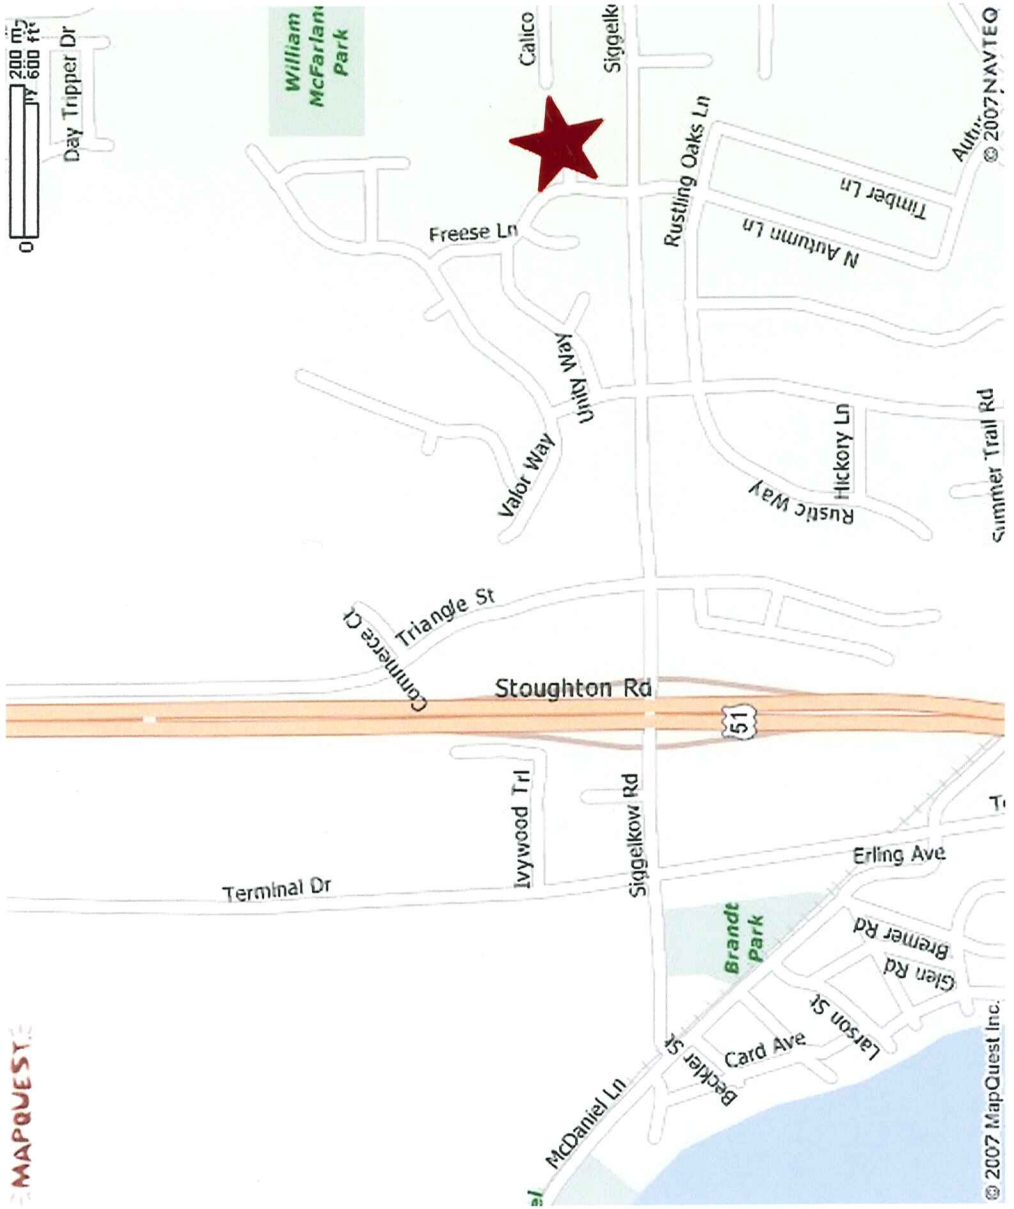 200 m
600 ft
0
Day Tripper Dr
William
McFarlan
Park
Calico
Siggelk
© 2007 NAVTEQ
Rustling Oaks Ln
Timber Ln
N Autumn Ln
Freese Ln
Unity Way
Valor Way
Hickory Ln
Rustic Way
Summer Trail Rd
Commerce Ct
Triangle St
Stoughton Rd
51
Ivywood Trl
Siggelkow Rd
Terminal Dr
Erling Ave
Brandt
Park
Bremer Rd
Glen Rd
Larson St
Card Ave
Beckler St
McDaniel Ln
el
MAPQUEST
© 2007 MapQuest Inc.